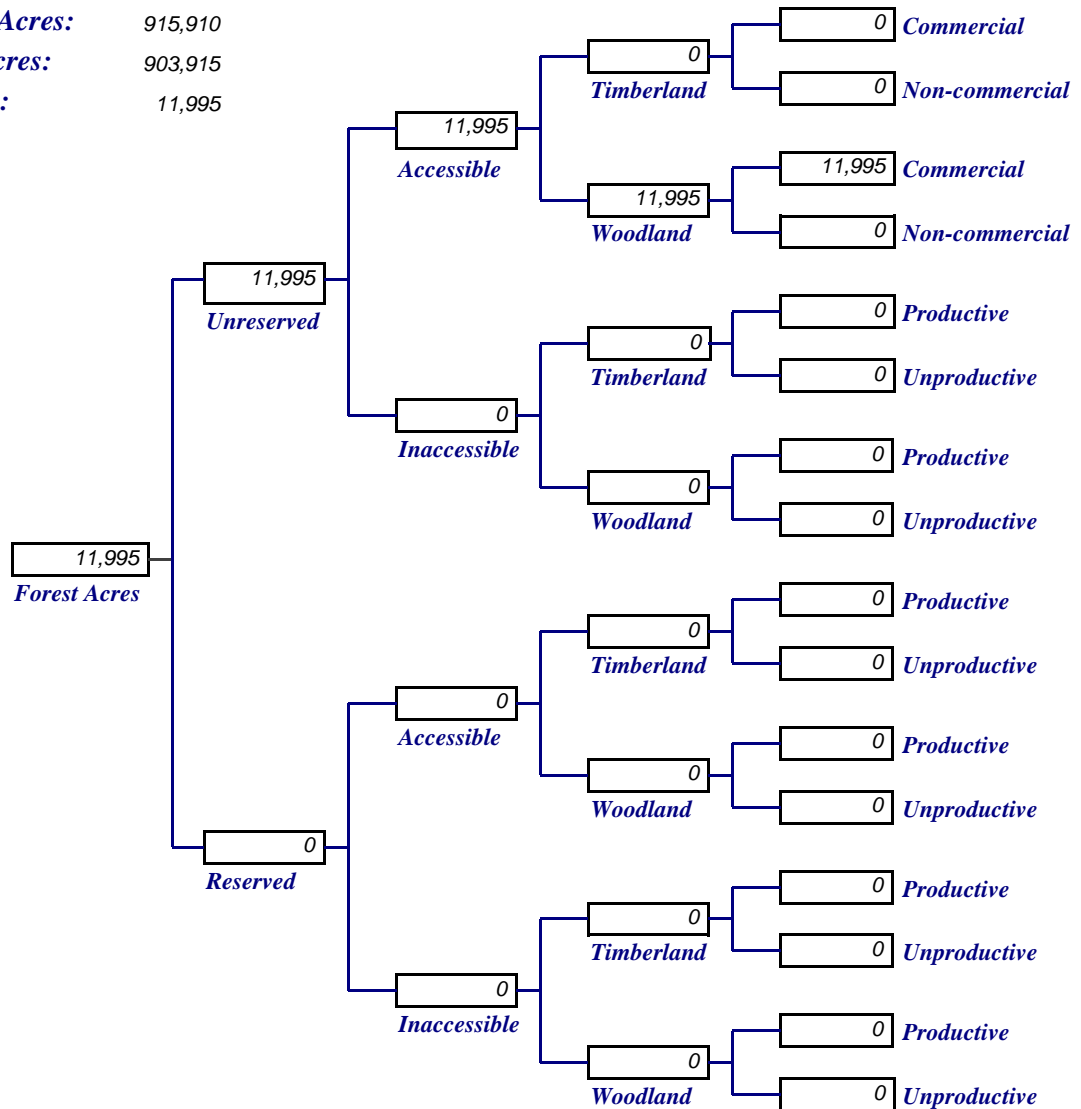 Acres: 915,910
cres: 903,915
: 11,995
0 Commercial
0
Timberland
0 Non-commercial
11,995
Accessible
11,995 Commercial
11,995
Woodland
0 Non-commercial
11,995
Unreserved
0 Productive
0
Timberland
0 Unproductive
0
Inaccessible
0 Productive
0
Woodland
0 Unproductive
11,995
Forest Acres
0 Productive
0
Timberland
0 Unproductive
0
Accessible
0 Productive
0
Woodland
0 Unproductive
0
Reserved
0 Productive
0
Timberland
0 Unproductive
0
Inaccessible
0 Productive
0
Woodland
0 Unproductive